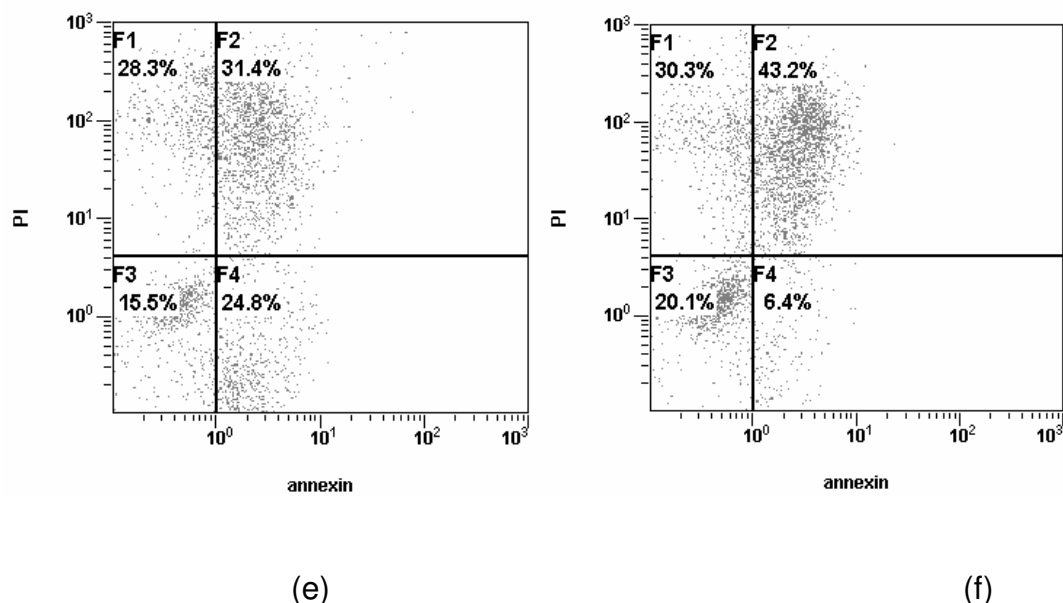 10³
F1
F2
28.3%
31.4%
10²
10¹
PI
F3
F4
15.5%
24.8%
10⁰
10⁰
10¹
10²
10³
annexin
(e)
10³
F1
F2
30.3%
43.2%
10²
10¹
PI
F3
F4
20.1%
6.4%
10⁰
10⁰
10¹
10²
10³
annexin
(f)